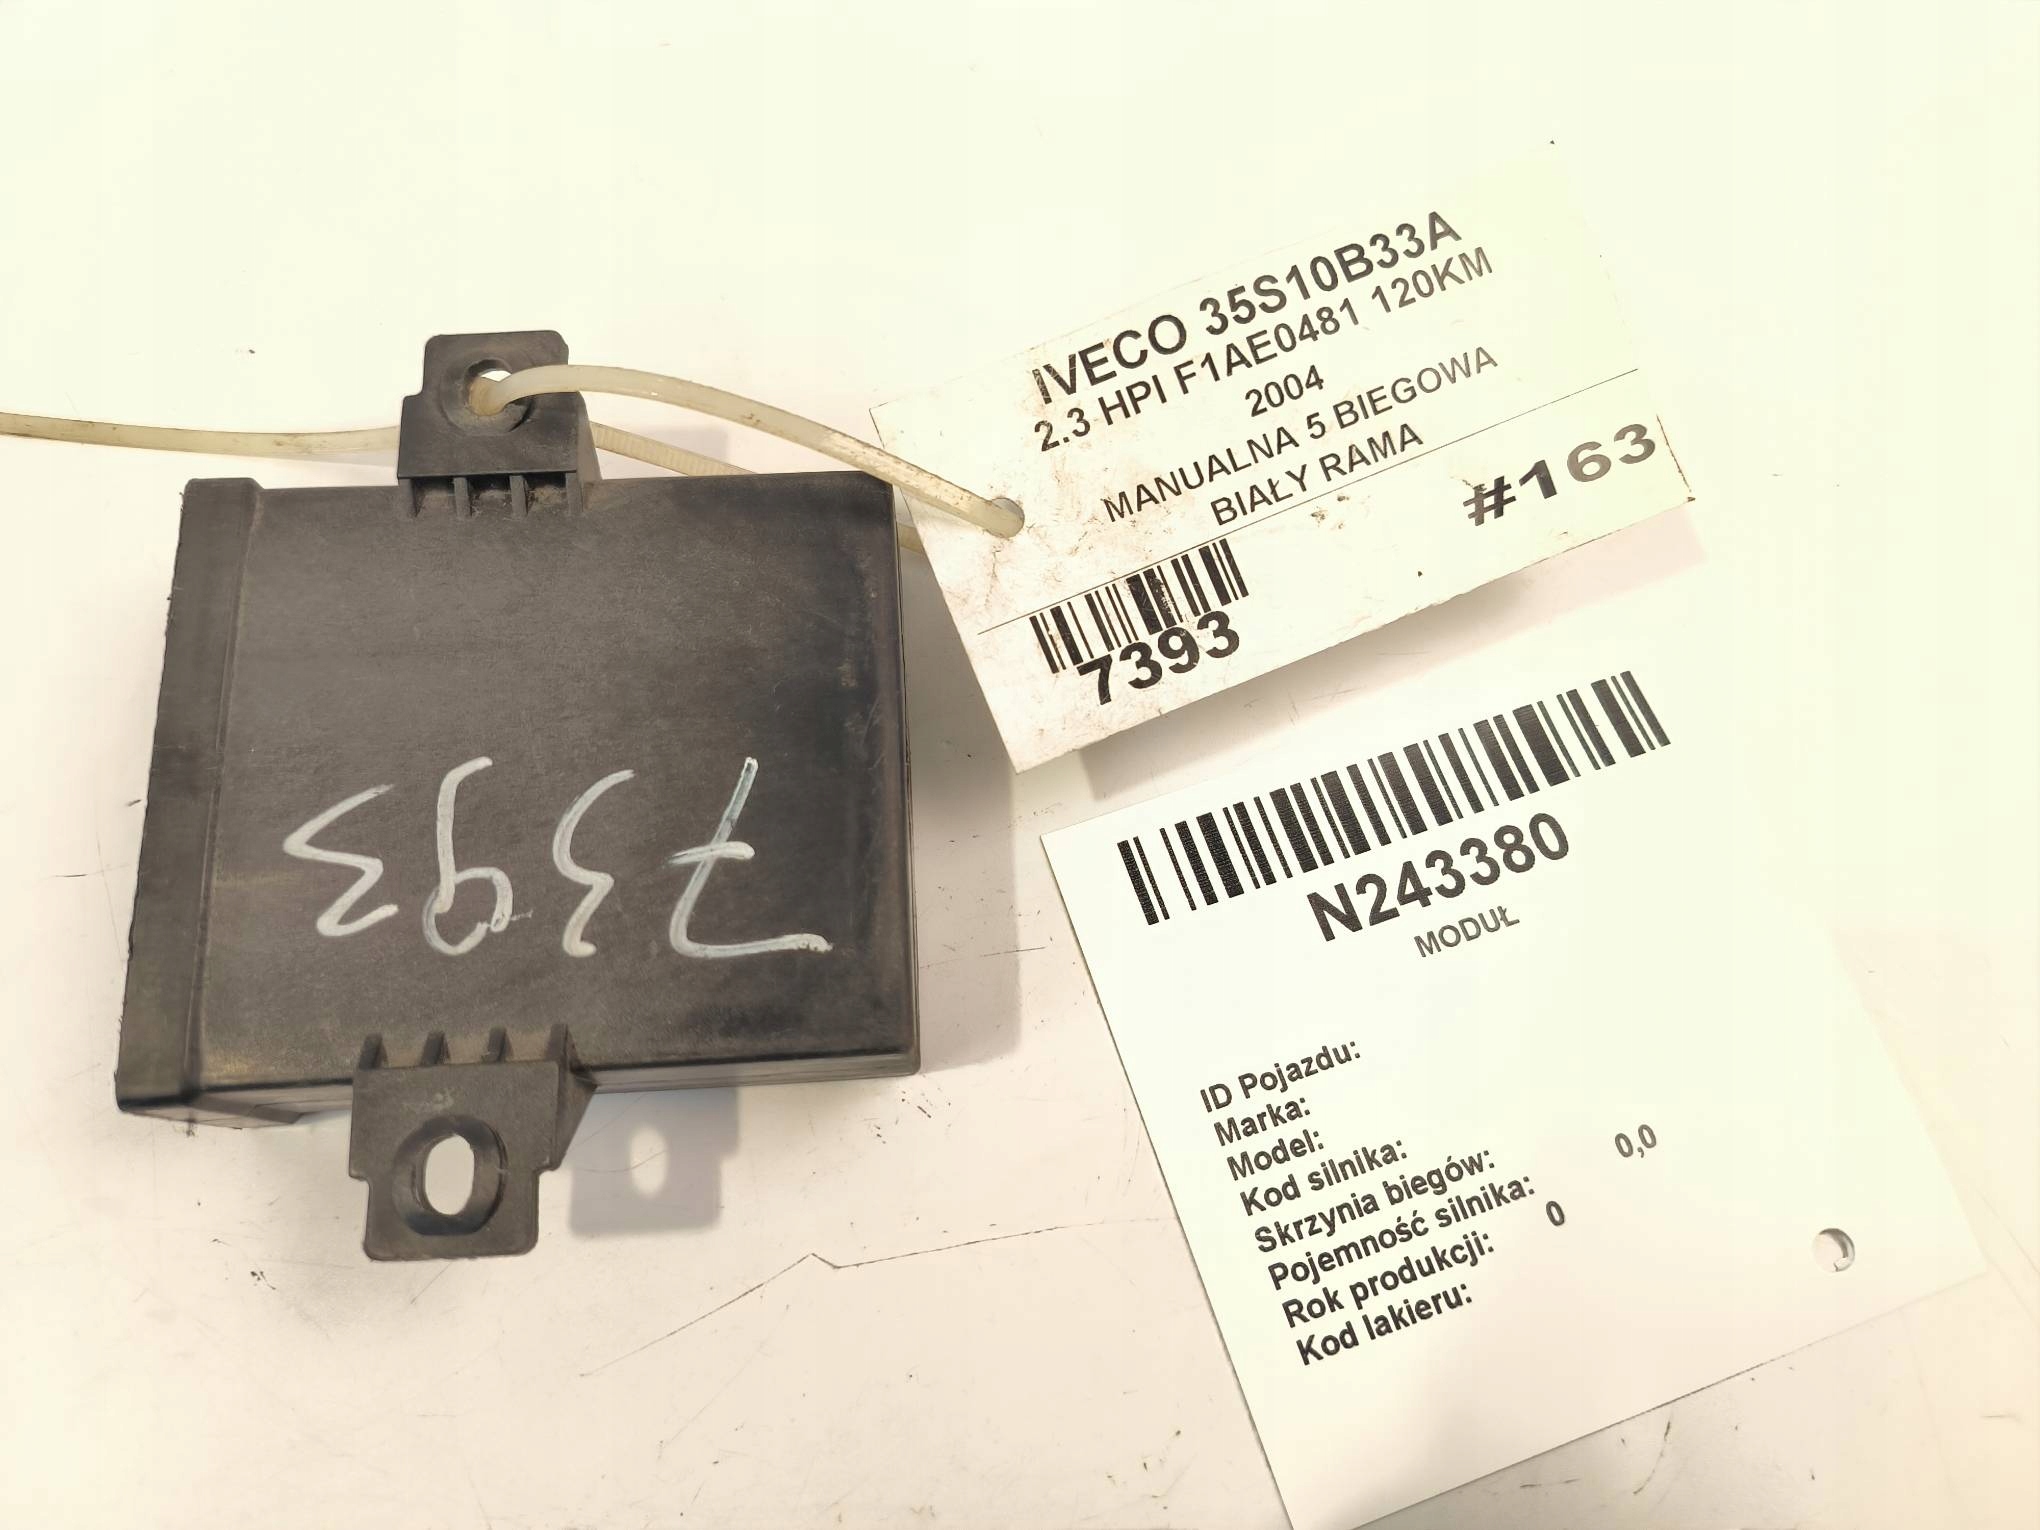 IVECO 35S10B33A
2.3 HPI F1AE0481 120KM
2004
MANUALNA 5 BIEGOWA
BIAŁY RAMA
#163
7393
7393
N243380
MODUŁ
ID Pojazdu:
Marka:
Model:
Kod silnika:
Skrzynia biegów:
Pojemność silnika: 0,0
Rok produkcji: 0
Kod lakieru: